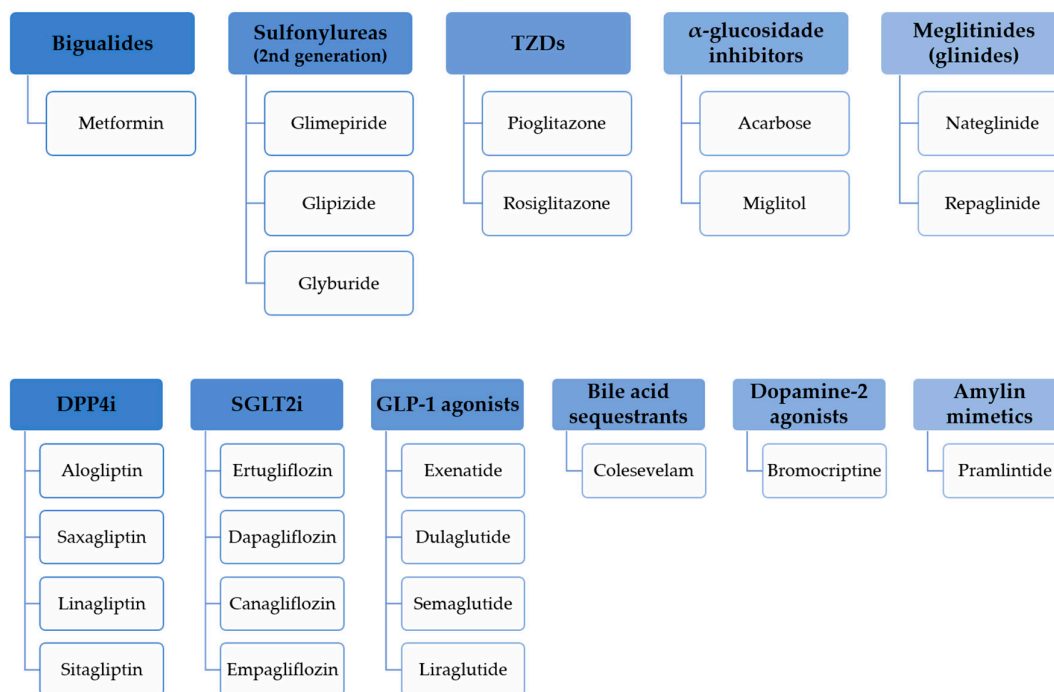 Bigualides
Sulfonylureas
(2nd generation)
TZDs
α-glucosidade
inhibitors
Meglitinides
(glinides)
Metformin
Glimepiride
Pioglitazone
Acarbose
Nateglinide
Glipizide
Rosiglitazone
Miglitol
Repaglinide
Glyburide
DPP4i
SGLT2i
GLP-1 agonists
Bile acid
sequestrants
Dopamine-2
agonists
Amylin
mimetics
Alogliptin
Ertugliflozin
Exenatide
Colesevelam
Bromocriptine
Pramlintide
Saxagliptin
Dapagliflozin
Dulaglutide
Linagliptin
Canagliflozin
Semaglutide
Sitagliptin
Empagliflozin
Liraglutide